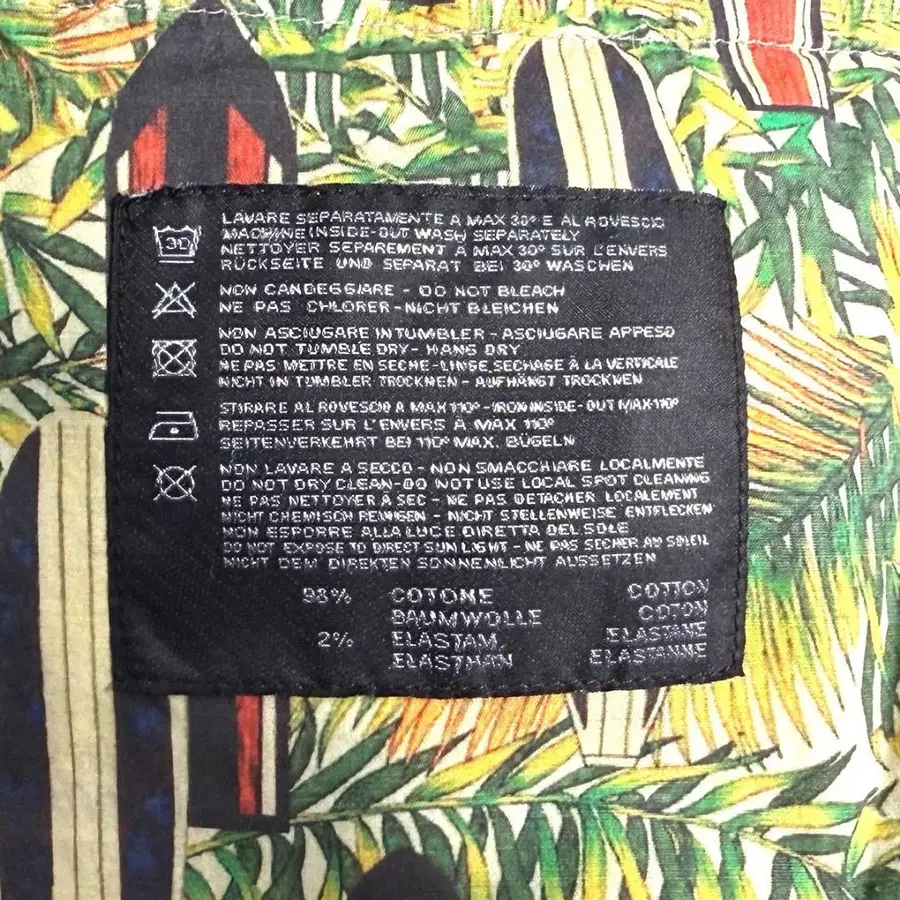 30
LAVARE SEPARATAMENTE A MAX 30° E AL ROVESCIO
MACHINE INSIDE-OUT WASH SEPARATELY
NETTOYER SEPAREMENT A MAX 30° SUR L'ENVERS
RÜCKSEITE UND SEPARAT BEI 30° WASCHEN
NON CANDEGGIARE - DO NOT BLEACH
NE PAS CHLORER - NICHT BLEICHEN
NON ASCIUGARE IN TUMBLER - ASCIUGARE APPESO
DO NOT TUMBLE DRY - HANG DRY
NE PAS METTRE EN SECHE-LINGE, SECHAGE À LA VERTICALE
NICHT IN TUMBLER TROCKNEN - AUFHÄNGT TROCKNEN
STIRARE AL ROVESCIO A MAX 110° - IRON INSIDE-OUT MAX 110°
REPASSER SUR L'ENVERS A MAX 110°
SEITENVERKEHRT BEI 110° MAX. BÜGELN
NON LAVARE A SECCO - NON SMACCHIARE LOCALMENTE
DO NOT DRY CLEAN - DO NOT USE LOCAL SPOT CLEANING
NE PAS NETTOYER A SEC - NE PAS DETACHER LOCALEMENT
NICHT CHEMISCH REINIGEN - NICHT STELLENWEISE ENTFLECKEN
NON ESPORRE ALLA LUCE DIRETTA DEL SOLE
DO NOT EXPOSE TO DIRECT SUN LIGHT - NE PAS SECHER AU SOLEIL
NICHT DEM DIREKTEN SONNENLICHT AUSSETZEN
98% COTONE COTTON
BAUMWOLLE COTON
2% ELASTAM ELASTANE
ELASTHAN ELASTANNE